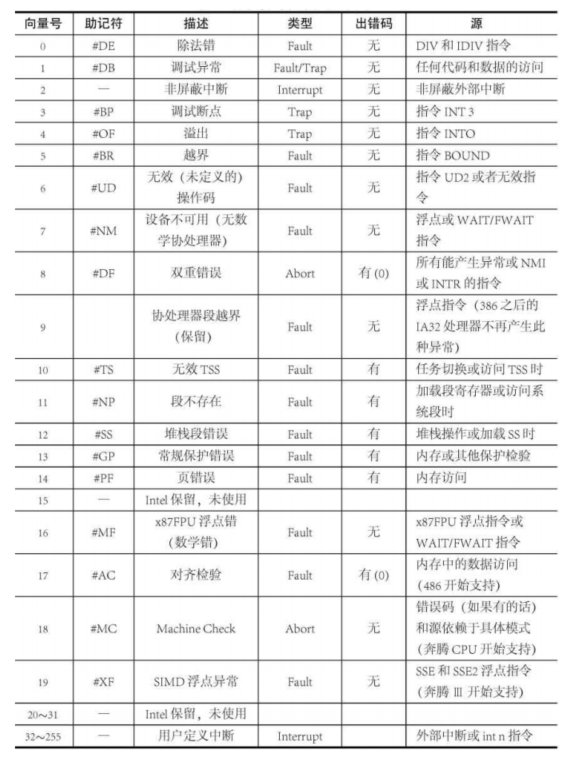 向量号 助记符 描述 类型 出错码 源
0 #DE 除法错 Fault 无 DIV 和 IDIV 指令
1 #DB 调试异常 Fault/Trap 无 任何代码和数据的访问
2 — 非屏蔽中断 Interrupt 无 非屏蔽外部中断
3 #BP 调试断点 Trap 无 指令 INT 3
4 #OF 溢出 Trap 无 指令 INTO
5 #BR 越界 Fault 无 指令 BOUND
6 #UD 无效（未定义的） Fault 无 指令 UD2 或者无效指
操作码 令
7 #NM 设备不可用（无数 Fault 无 浮点或 WAIT/FWAIT
学协处理器） 指令
8 #DF 双重错误 Abort 有 (0) 所有能产生异常或 NMI
或 INTR 的指令
浮点指令（386 之后的
9 协处理器段越界 Fault 无 IA32 处理器不再产生此
（保留） 种异常）
10 #TS 无效 TSS Fault 有 任务切换或访问 TSS 时
11 #NP 段不存在 Fault 有 加载段寄存器或访问系
统段时
12 #SS 堆栈段错误 Fault 有 堆栈操作或加载 SS 时
13 #GP 常规保护错误 Fault 有 内存或其他保护检验
14 #PF 页错误 Fault 有 内存访问
15 — Intel 保留，未使用
16 #MF x87FPU 浮点错 Fault 无 x87FPU 浮点指令或
（数学错） WAIT/FWAIT 指令
17 #AC 对齐检验 Fault 有 (0) 内存中的数据访问
（486 开始支持）
错误码（如果有的话）
18 #MC Machine Check Abort 无 和源依赖于具体模式
（奔腾 CPU 开始支持）
19 #XF SIMD 浮点异常 Fault 无 SSE 和 SSE2 浮点指令
（奔腾 Ⅲ 开始支持）
20～31 — Intel 保留，未使用
32～255 — 用户定义中断 Interrupt 外部中断或 int n 指令